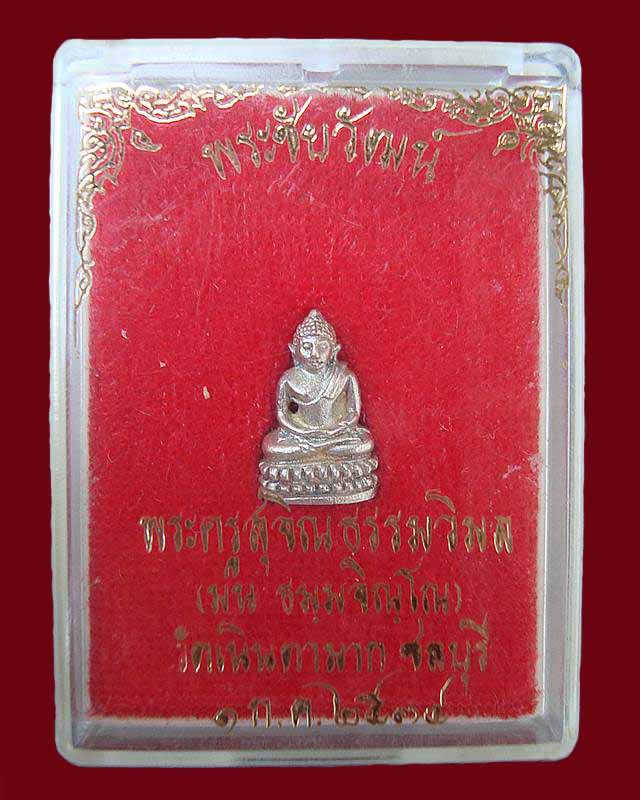 พระชัยวัฒน์
พระครูสุจิณธรรมวิมล
(ม่น ธมฺมจิณฺโณ)
วัดเนินตามาก ชลบุรี
๑ ก.ค. ๒๕๓๔